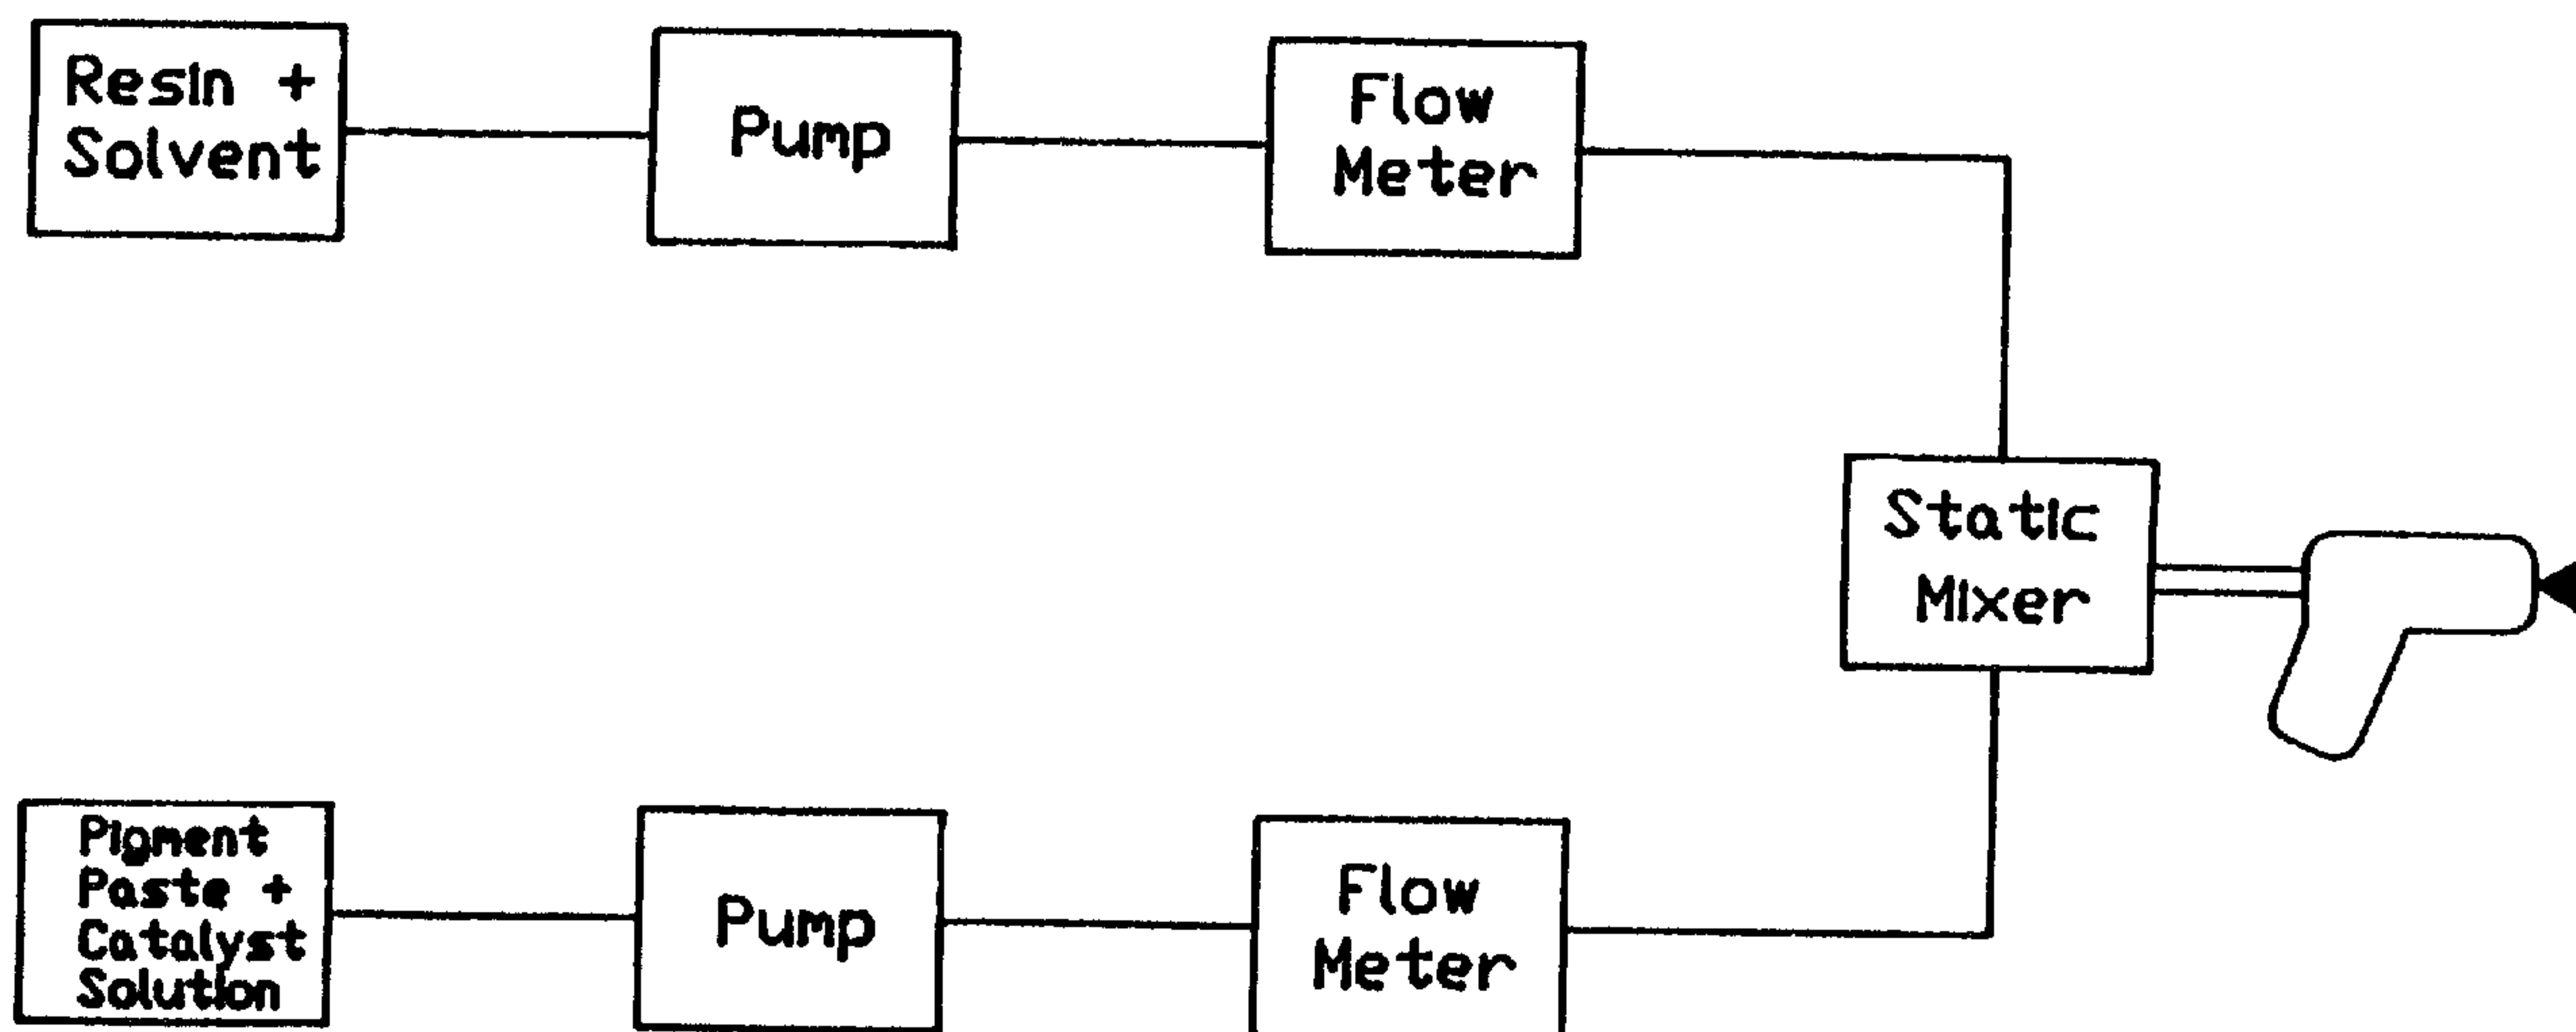 Resin +
Solvent
Pump
Flow
Meter
Static
Mixer
Pigment
Paste +
Catalyst
Solution
Pump
Flow
Meter